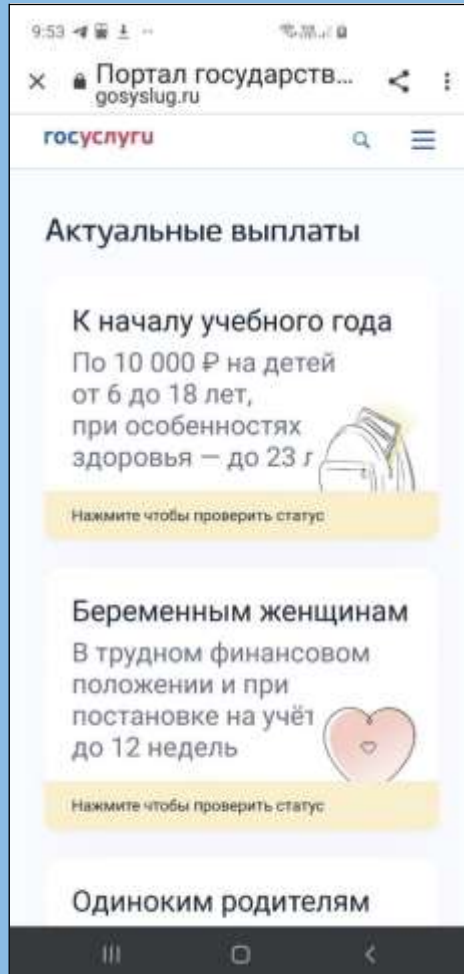 9:53
Портал государств...
gosyslug.ru
госуслуги
Актуальные выплаты
К началу учебного года
По 10 000 ₽ на детей
от 6 до 18 лет,
при особенностях
здоровья — до 23 л
Нажмите чтобы проверить статус
Беременным женщинам
В трудном финансовом
положении и при
постановке на учёт
до 12 недель
Нажмите чтобы проверить статус
Одиноким родителям